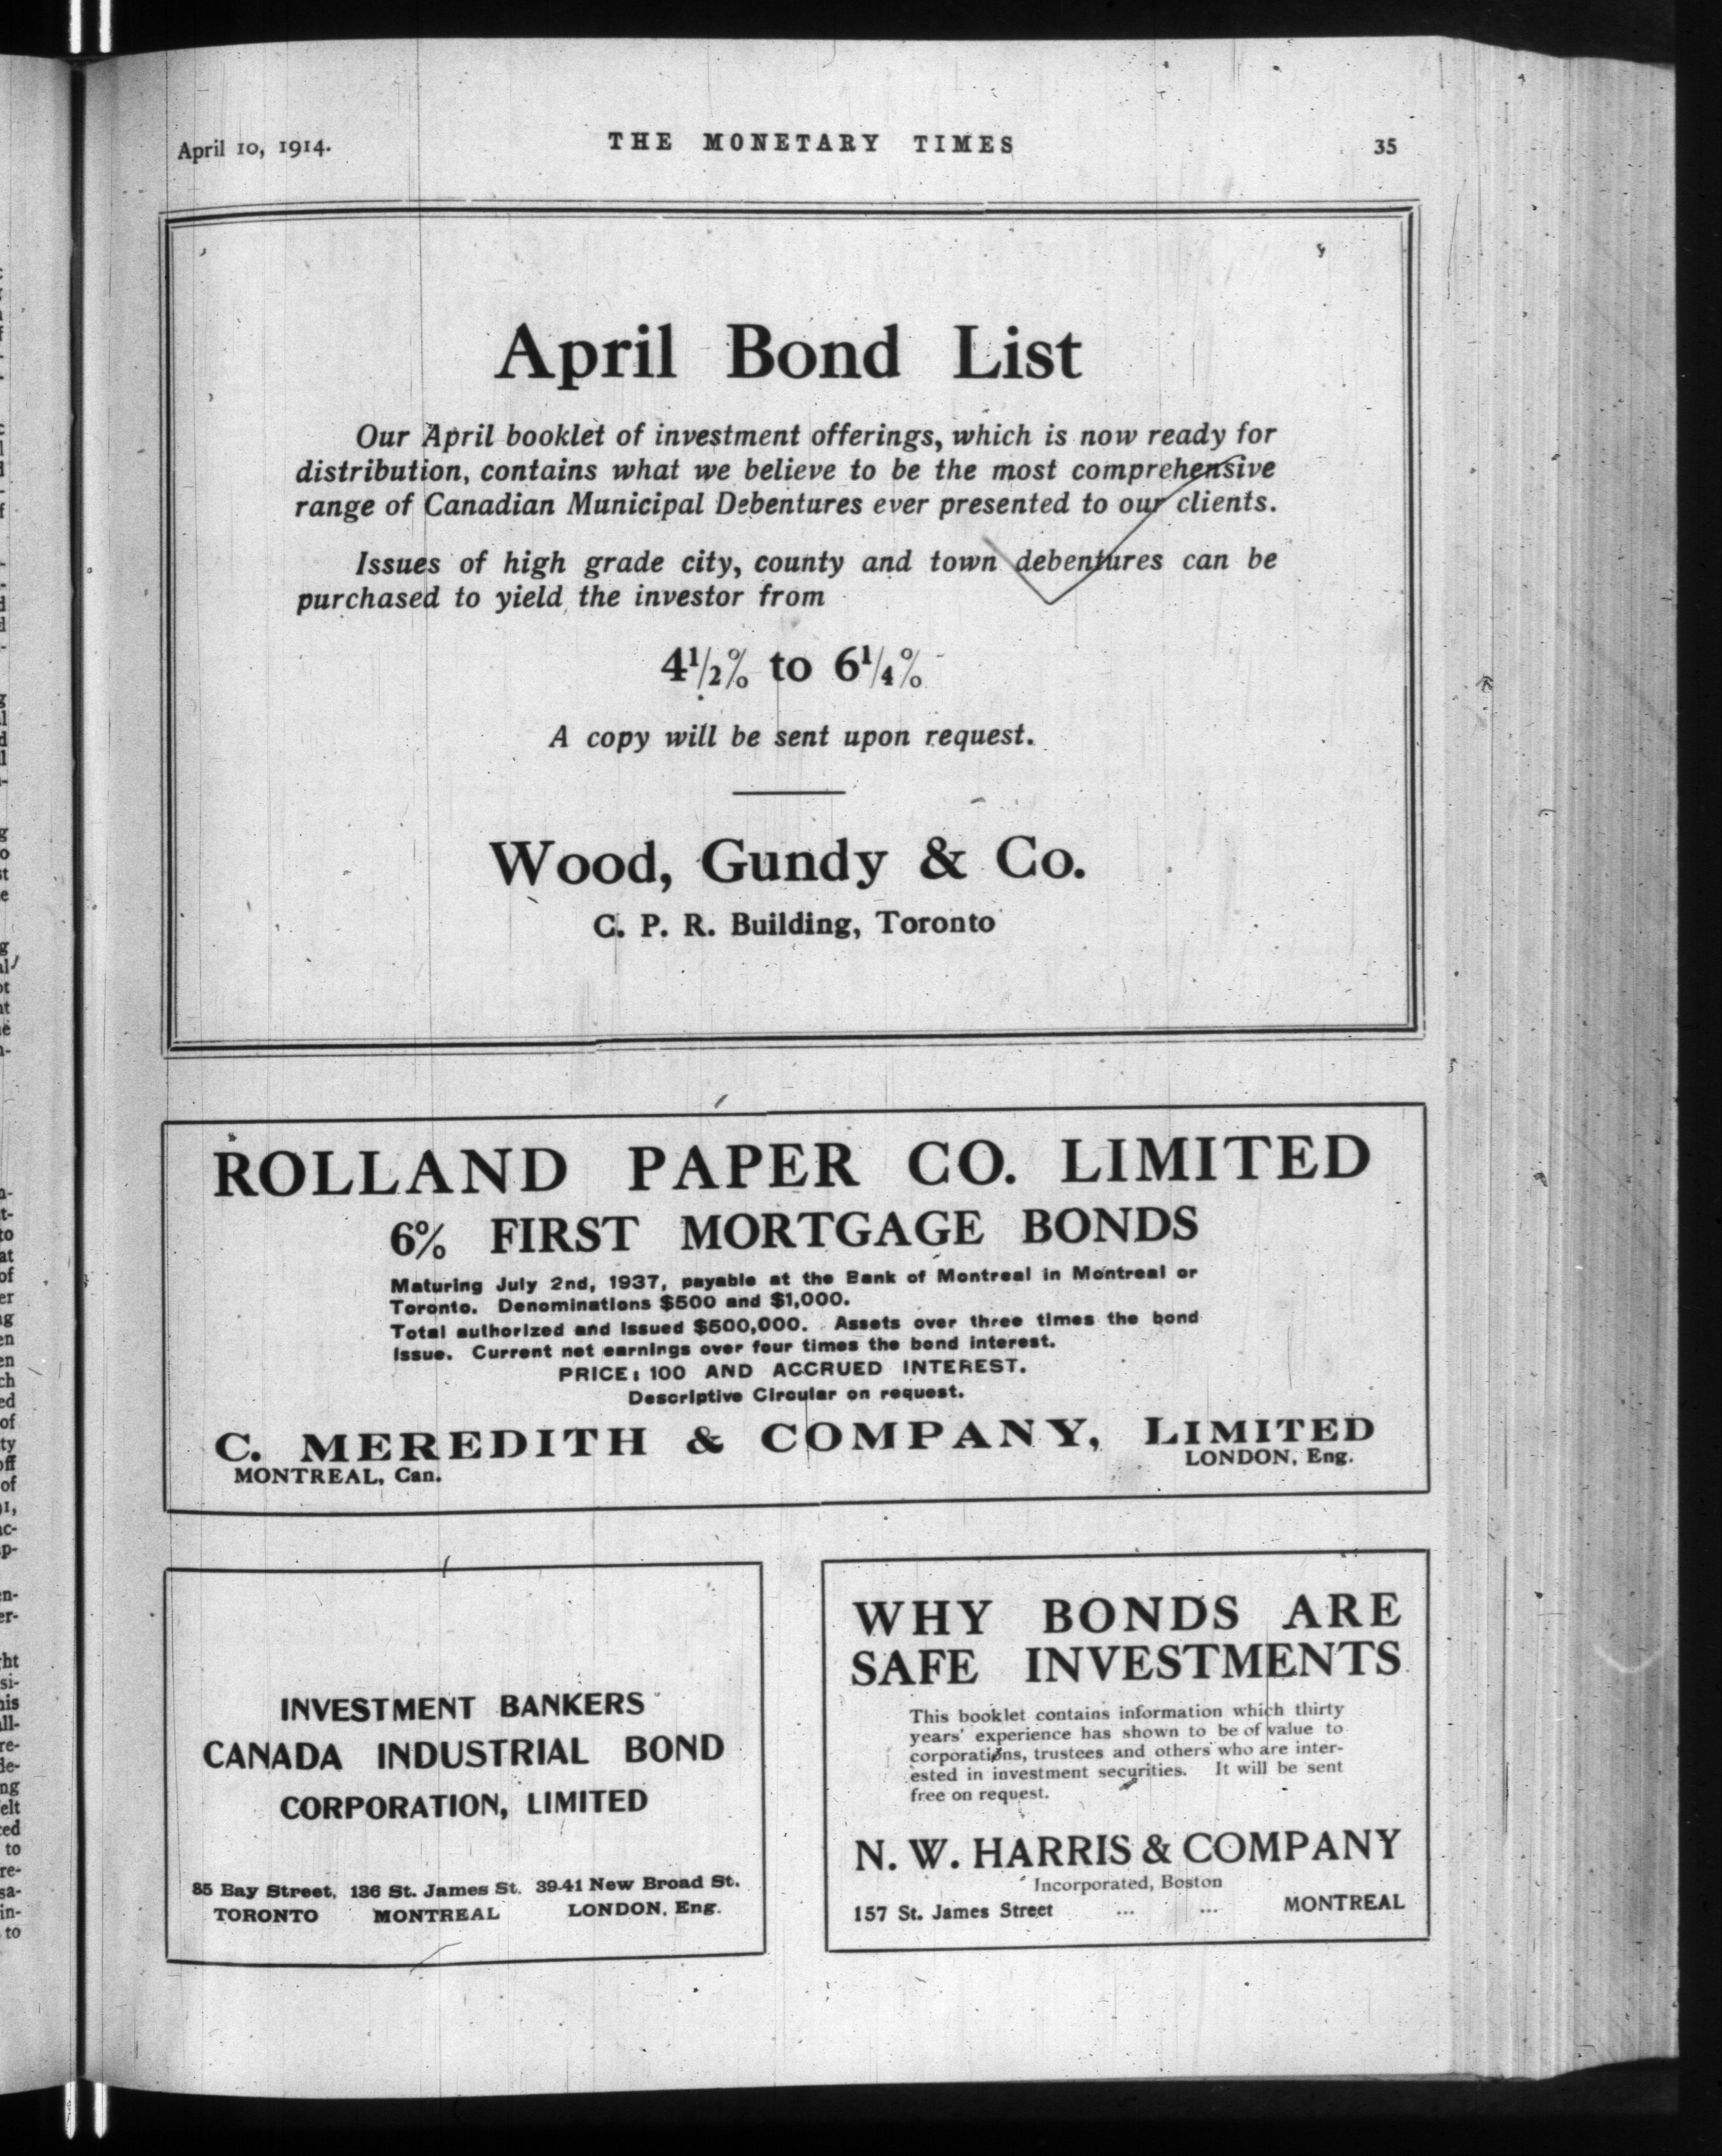 April 10, 1914.
THE MONETARY TIMES
35
April Bond List
Our April booklet of investment offerings, which is now ready for
distribution, contains what we believe to be the most comprehensive
range of Canadian Municipal Debentures ever presented to our clients.
Issues of high grade city, county and town debentures can be
purchased to yield the investor from
4½% to 6¼%
A copy will be sent upon request.
Wood, Gundy & Co.
C. P. R. Building, Toronto
ROLLAND PAPER CO. LIMITED
6% FIRST MORTGAGE BONDS
Maturing July 2nd, 1937, payable at the Bank of Montreal in Montreal or
Toronto. Denominations $500 and $1,000.
Total authorized and issued $500,000. Assets over three times the bond
issue. Current net earnings over four times the bond interest.
PRICE: 100 AND ACCRUED INTEREST.
Descriptive Circular on request.
C. MEREDITH & COMPANY, LIMITED
MONTREAL, Can.
LONDON, Eng.
INVESTMENT BANKERS
CANADA INDUSTRIAL BOND
CORPORATION, LIMITED
85 Bay Street, 136 St. James St. 39-41 New Broad St.
TORONTO MONTREAL LONDON, Eng.
WHY BONDS ARE
SAFE INVESTMENTS
This booklet contains information which thirty
years' experience has shown to be of value to
corporations, trustees and others who are inter-
ested in investment securities. It will be sent
free on request.
N. W. HARRIS & COMPANY
Incorporated, Boston
157 St. James Street ... ... MONTREAL